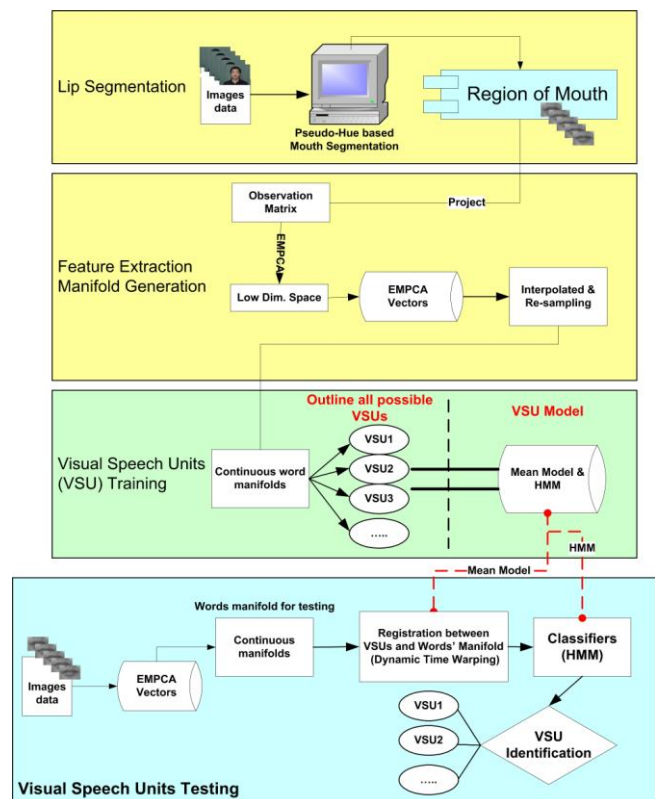 Lip Segmentation
Images
data
Pseudo-Hue based
Mouth Segmentation
Region of Mouth
Feature Extraction
Manifold Generation
Observation
Matrix
Project
EMPCA
Low Dim. Space
EMPCA
Vectors
Interpolated &
Re-sampling
Visual Speech Units
(VSU) Training
Continuous word
manifolds
Outline all possible
VSUs
VSU1
VSU2
VSU3
.....
VSU Model
Mean Model &
HMM
HMM
Mean Model
Words manifold for testing
Images
data
EMPCA
Vectors
Continuous
manifolds
Registration between
VSUs and Words' Manifold
(Dynamic Time Warping)
Classifiers
(HMM)
VSU1
VSU2
.....
VSU
Identification
Visual Speech Units Testing